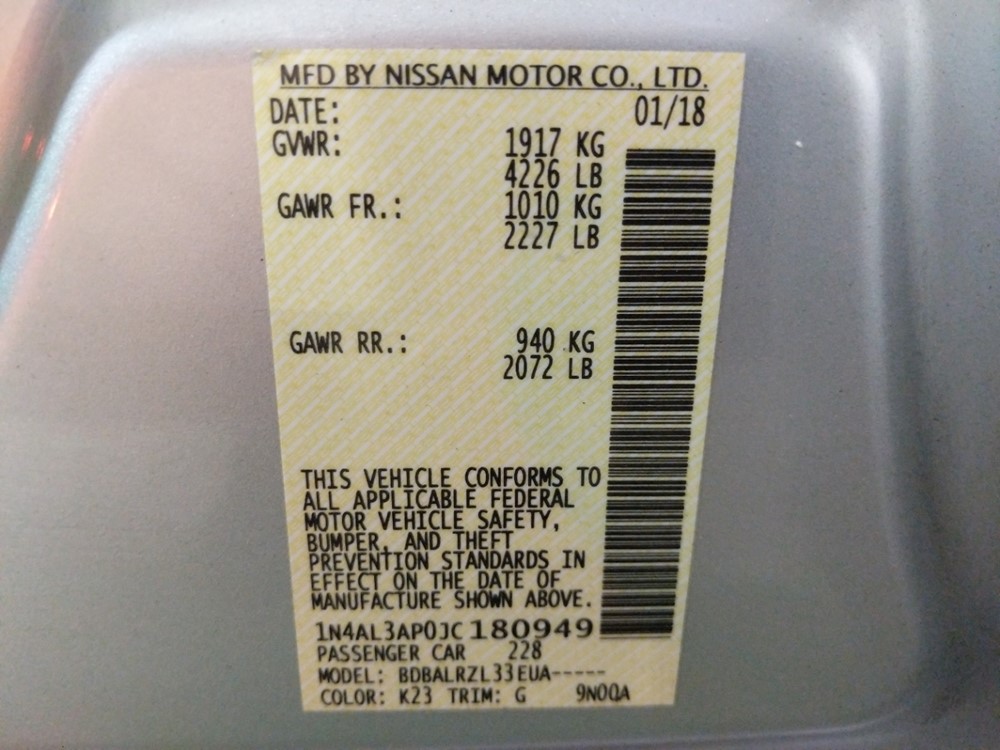 MFD BY NISSAN MOTOR CO., LTD.
DATE: 01/18
GVWR: 1917 KG
4226 LB
GAWR FR.: 1010 KG
2227 LB
GAWR RR.: 940 KG
2072 LB
THIS VEHICLE CONFORMS TO
ALL APPLICABLE FEDERAL
MOTOR VEHICLE SAFETY,
BUMPER, AND THEFT
PREVENTION STANDARDS IN
EFFECT ON THE DATE OF
MANUFACTURE SHOWN ABOVE.
1N4AL3AP0JC180949
PASSENGER CAR 228
MODEL: BDBALRZL33EUA-----
COLOR: K23 TRIM: G 9N00A